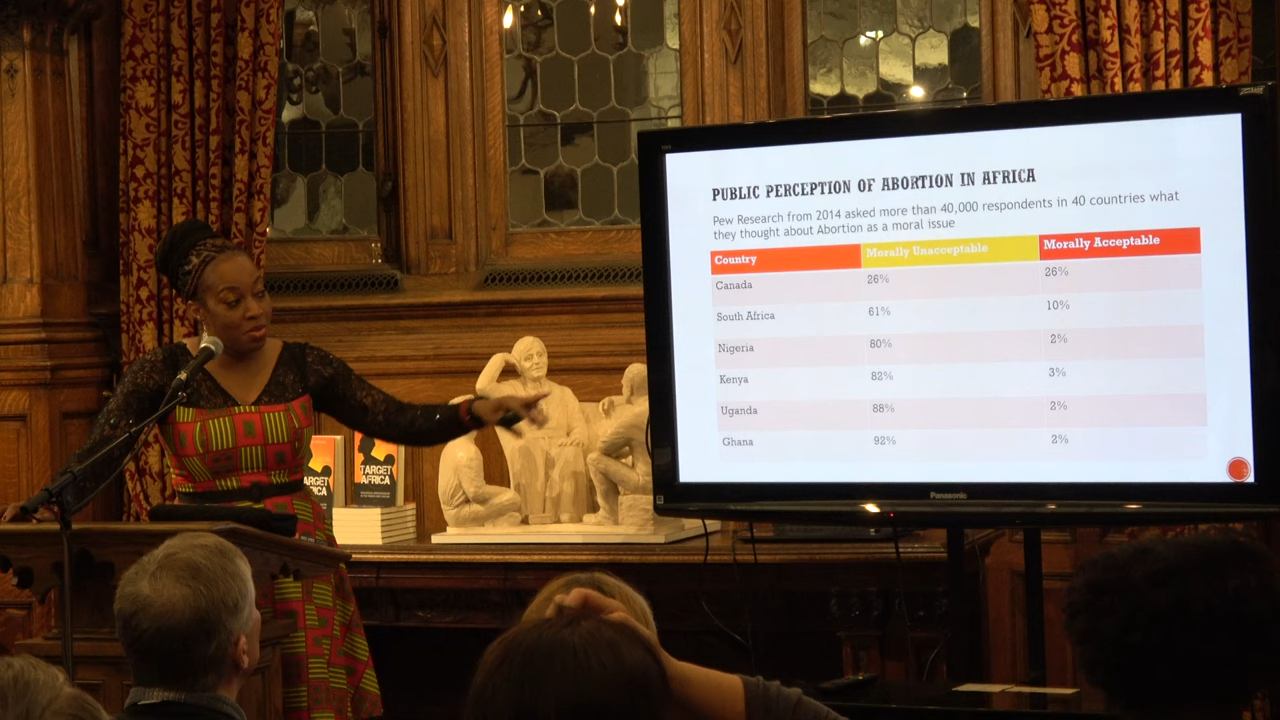 PUBLIC PERCEPTION OF ABORTION IN AFRICA
Pew Research from 2014 asked more than 40,000 respondents in 40 countries what
they thought about Abortion as a moral issue
Country Morally Unacceptable Morally Acceptable
Canada 26% 26%
South Africa 61% 10%
Nigeria 80% 2%
Kenya 82% 3%
Uganda 88% 2%
Ghana 92% 2%
Panasonic
TARGET
AFRICA
TARGET
AFRICA